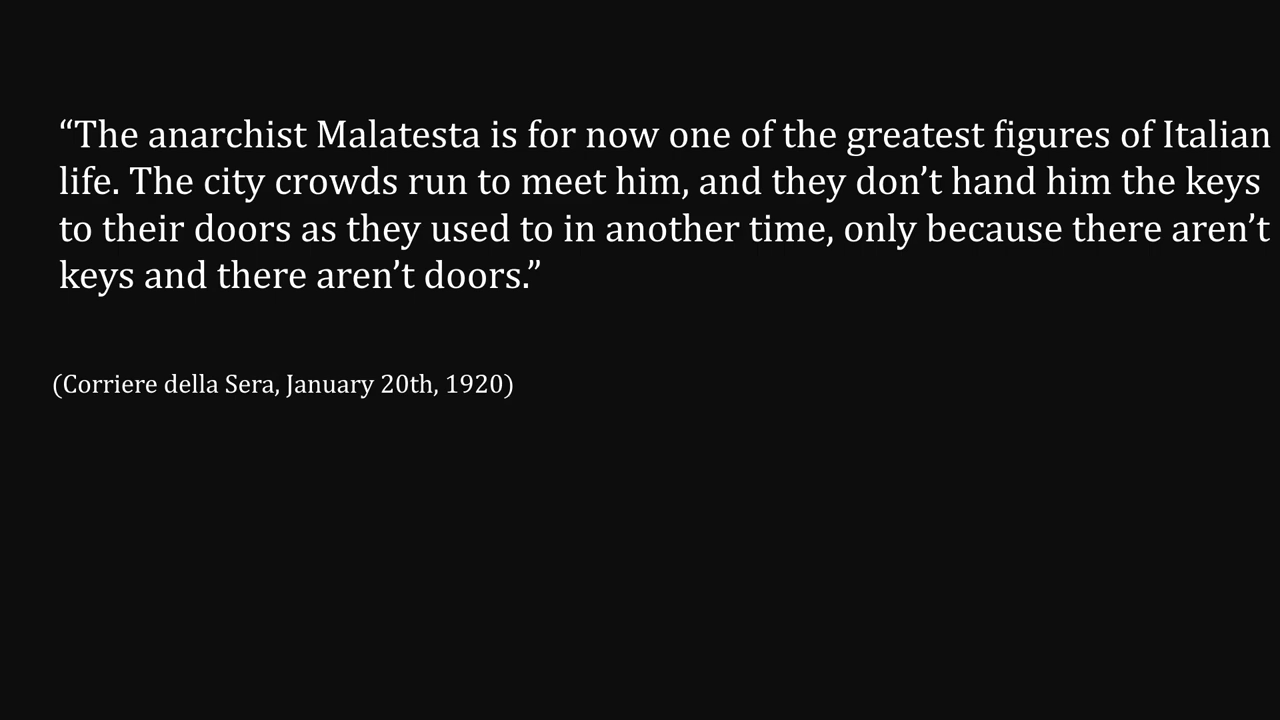 “The anarchist Malatesta is for now one of the greatest figures of Italian
life. The city crowds run to meet him, and they don’t hand him the keys
to their doors as they used to in another time, only because there aren’t
keys and there aren’t doors.”
(Corriere della Sera, January 20th, 1920)